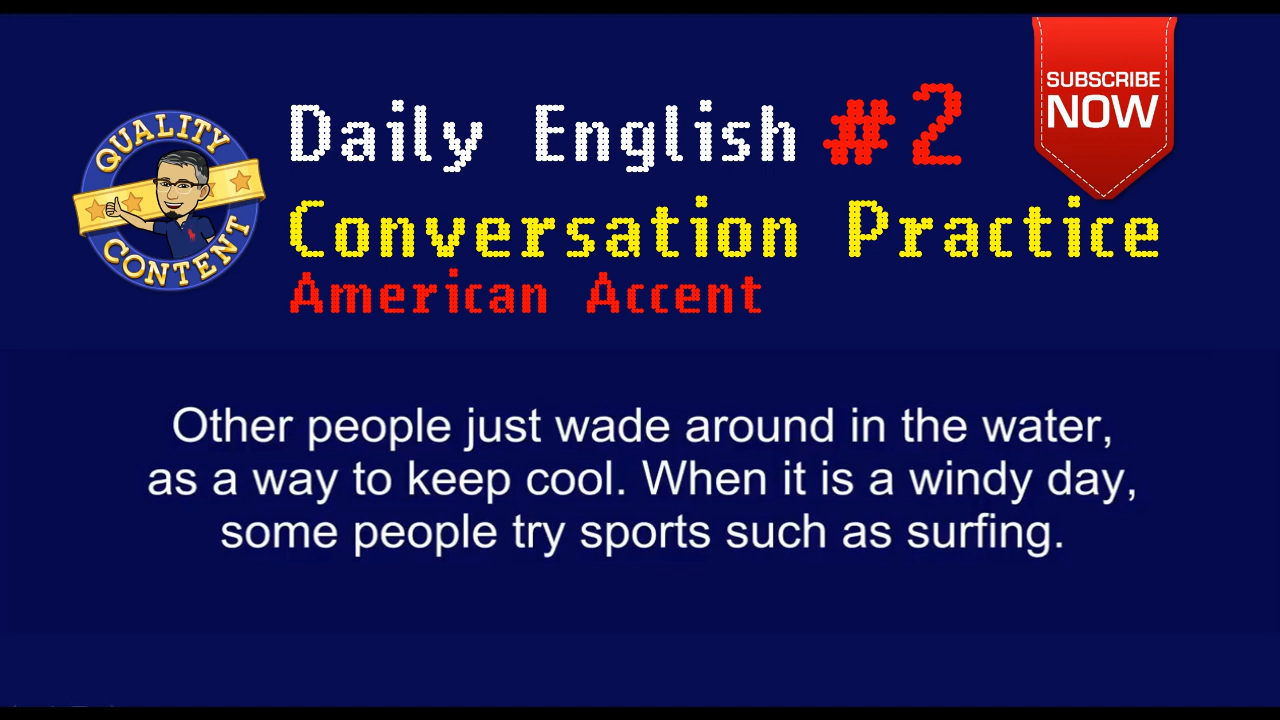 QUALITY
CONTENT
Daily English #2
SUBSCRIBE
NOW
Conversation Practice
American Accent
Other people just wade around in the water,
as a way to keep cool. When it is a windy day,
some people try sports such as surfing.